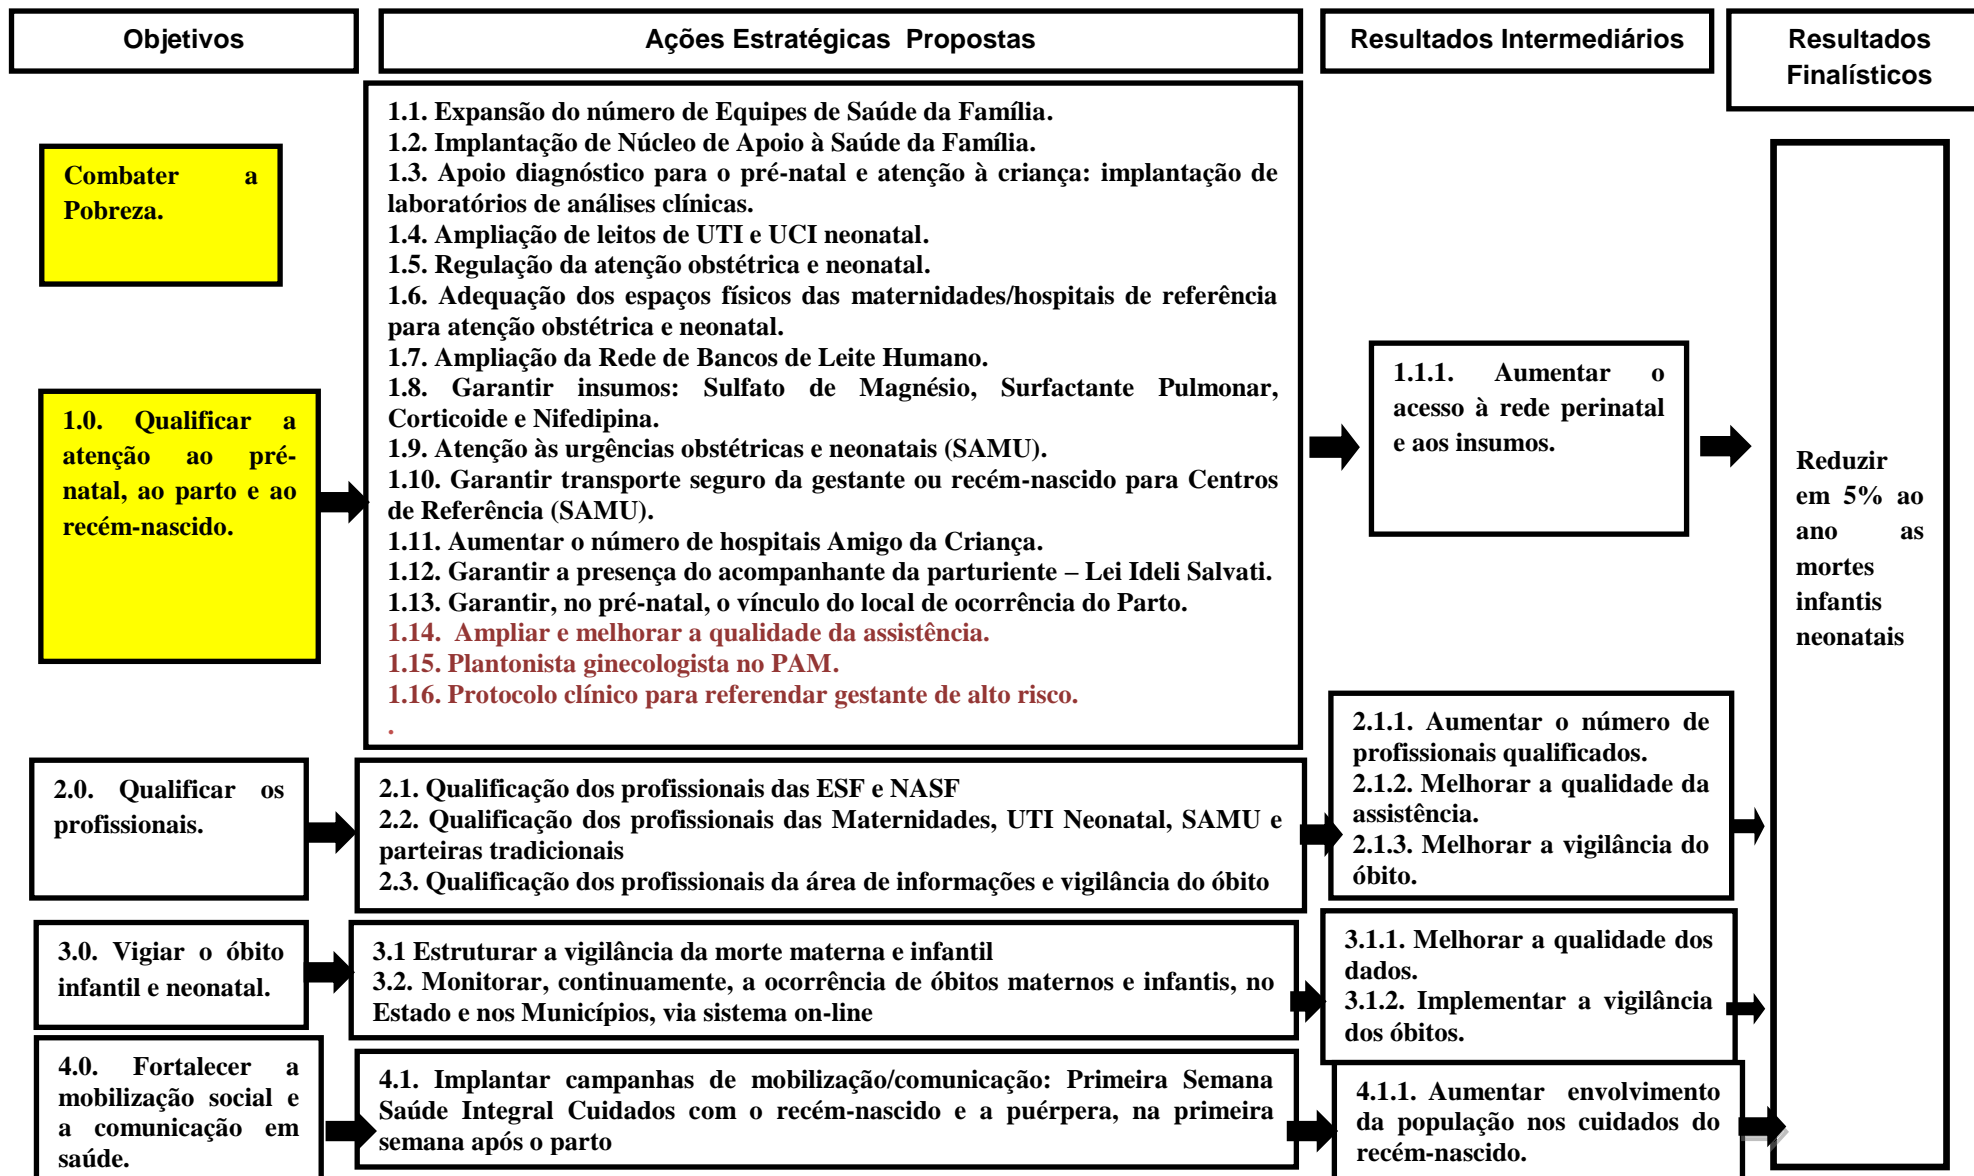 Objetivos
Ações Estratégicas Propostas
Resultados Intermediários
Resultados
Finalísticos
Combater a
Pobreza.
1.0. Qualificar a
atenção ao pré-
natal, ao parto e ao
recém-nascido.
1.1. Expansão do número de Equipes de Saúde da Família.
1.2. Implantação de Núcleo de Apoio à Saúde da Família.
1.3. Apoio diagnóstico para o pré-natal e atenção à criança: implantação de
laboratórios de análises clínicas.
1.4. Ampliação de leitos de UTI e UCI neonatal.
1.5. Regulação da atenção obstétrica e neonatal.
1.6. Adequação dos espaços físicos das maternidades/hospitais de referência
para atenção obstétrica e neonatal.
1.7. Ampliação da Rede de Bancos de Leite Humano.
1.8. Garantir insumos: Sulfato de Magnésio, Surfactante Pulmonar,
Corticoide e Nifedipina.
1.9. Atenção às urgências obstétricas e neonatais (SAMU).
1.10. Garantir transporte seguro da gestante ou recém-nascido para Centros
de Referência (SAMU).
1.11. Aumentar o número de hospitais Amigo da Criança.
1.12. Garantir a presença do acompanhante da parturiente – Lei Ideli Salvati.
1.13. Garantir, no pré-natal, o vínculo do local de ocorrência do Parto.
1.14. Ampliar e melhorar a qualidade da assistência.
1.15. Plantonista ginecologista no PAM.
1.16. Protocolo clínico para referendar gestante de alto risco.
.
1.1.1. Aumentar o
acesso à rede perinatal
e aos insumos.
Reduzir
em 5% ao
ano as
mortes
infantis
neonatais
2.0. Qualificar os
profissionais.
2.1. Qualificação dos profissionais das ESF e NASF
2.2. Qualificação dos profissionais das Maternidades, UTI Neonatal, SAMU e
parteiras tradicionais
2.3. Qualificação dos profissionais da área de informações e vigilância do óbito
2.1.1. Aumentar o número de
profissionais qualificados.
2.1.2. Melhorar a qualidade da
assistência.
2.1.3. Melhorar a vigilância do
óbito.
3.0. Vigiar o óbito
infantil e neonatal.
3.1 Estruturar a vigilância da morte materna e infantil
3.2. Monitorar, continuamente, a ocorrência de óbitos maternos e infantis, no
Estado e nos Municípios, via sistema on-line
3.1.1. Melhorar a qualidade dos
dados.
3.1.2. Implementar a vigilância
dos óbitos.
4.0. Fortalecer a
mobilização social e
a comunicação em
saúde.
4.1. Implantar campanhas de mobilização/comunicação: Primeira Semana
Saúde Integral Cuidados com o recém-nascido e a puérpera, na primeira
semana após o parto
4.1.1. Aumentar envolvimento
da população nos cuidados do
recém-nascido.